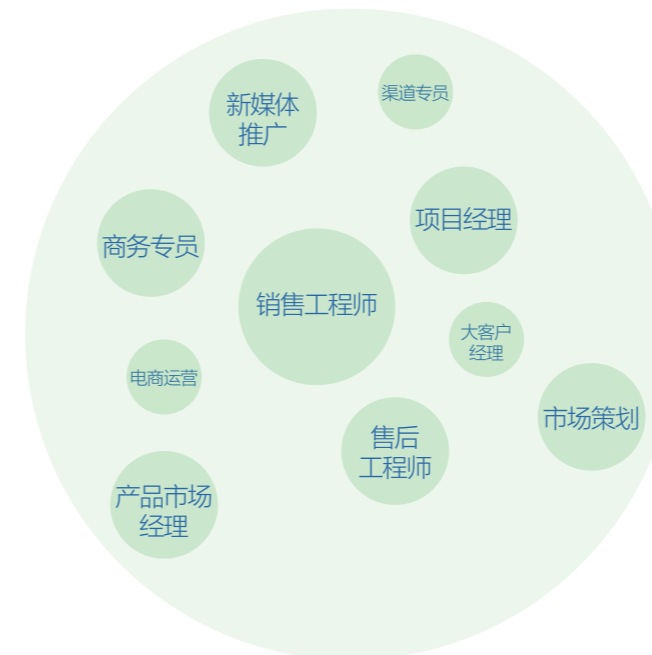 新媒体
推广
渠道专员
项目经理
商务专员
销售工程师
大客户
经理
电商运营
市场策划
售后
工程师
产品市场
经理